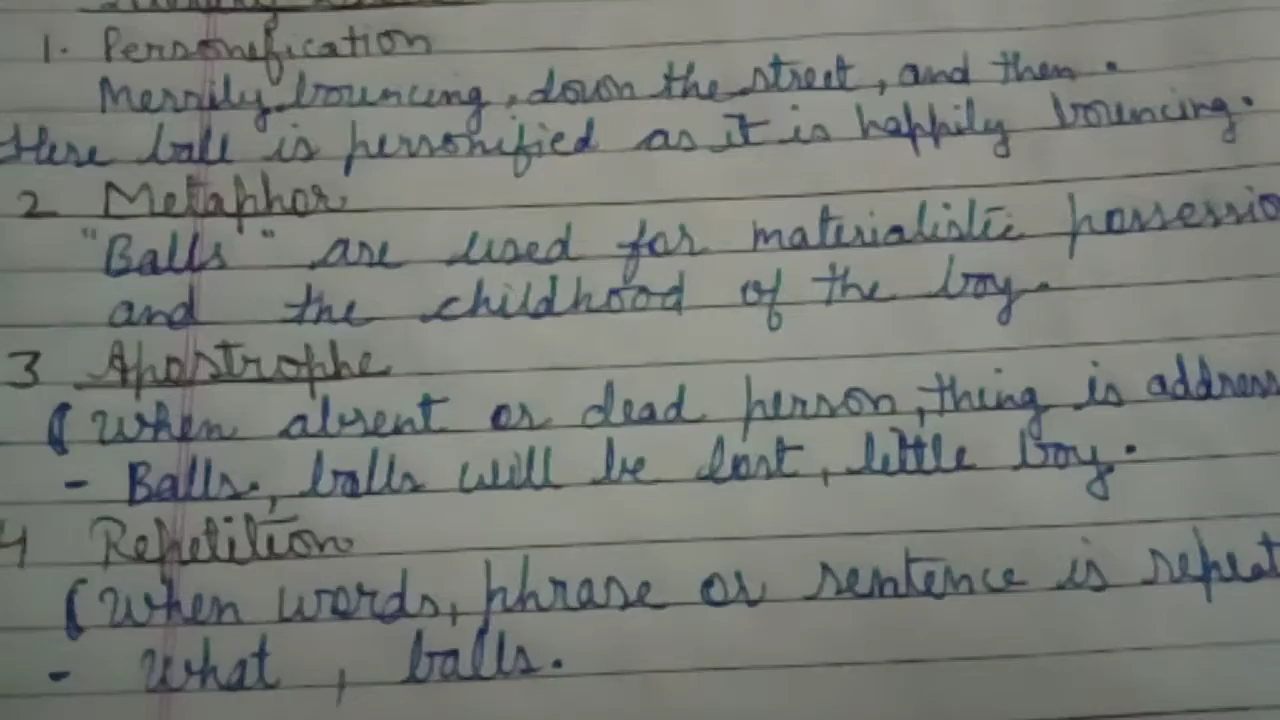 1. Personification
Merrily bouncing, down the street, and then.
Here ball is personified as it is happily bouncing.
2 Metaphor
"Balls" are used for materialistic possessio
and the childhood of the boy.
3 Apostrophe
( When absent or dead person, thing is address
- Balls, balls will be lost, little boy.
4 Repetition
( When words, phrase or sentence is repeat
- What, balls.